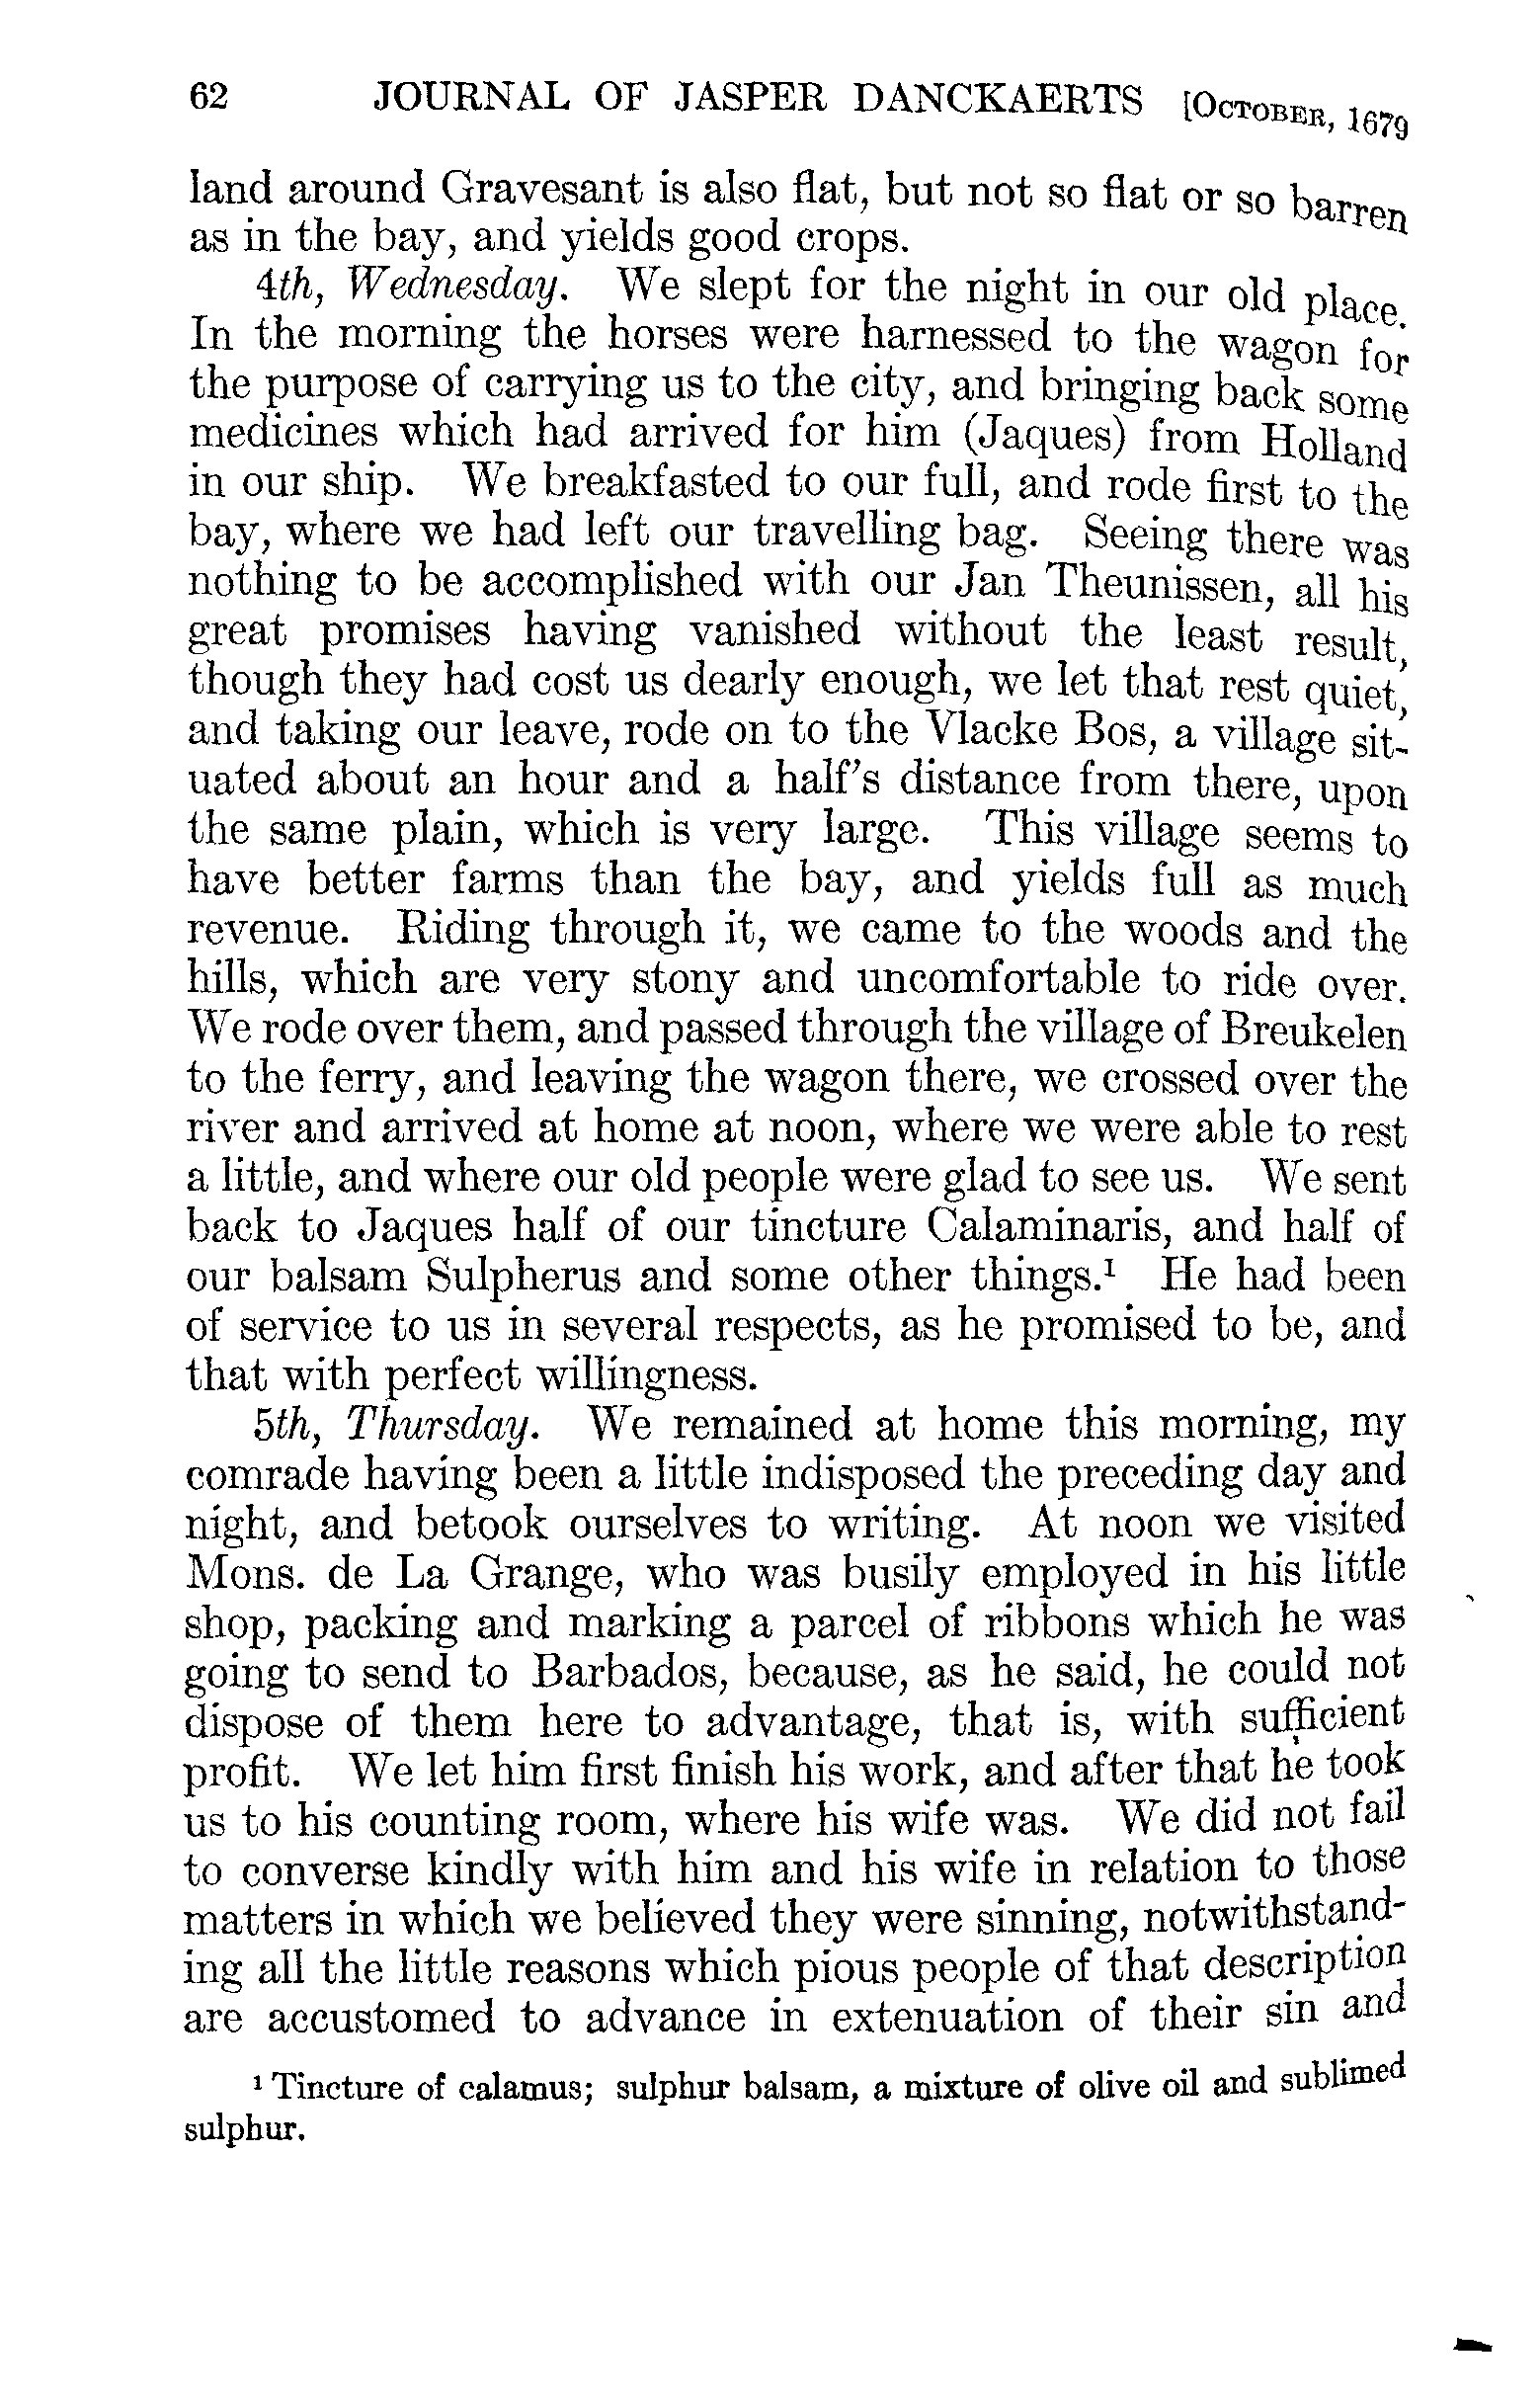 62 JOURNAL OF JASPER DANCKAERTS [OCTOBER, 1679
land around Gravesant is also flat, but not so flat or so barren
as in the bay, and yields good crops.
4th, Wednesday. We slept for the night in our old place.
In the morning the horses were harnessed to the wagon for
the purpose of carrying us to the city, and bringing back some
medicines which had arrived for him (Jaques) from Holland
in our ship. We breakfasted to our full, and rode first to the
bay, where we had left our travelling bag. Seeing there was
nothing to be accomplished with our Jan Theunissen, all his
great promises having vanished without the least result,
though they had cost us dearly enough, we let that rest quiet,
and taking our leave, rode on to the Vlacke Bos, a village sit-
uated about an hour and a half's distance from there, upon
the same plain, which is very large. This village seems to
have better farms than the bay, and yields full as much
revenue. Riding through it, we came to the woods and the
hills, which are very stony and uncomfortable to ride over.
We rode over them, and passed through the village of Breukelen
to the ferry, and leaving the wagon there, we crossed over the
river and arrived at home at noon, where we were able to rest
a little, and where our old people were glad to see us. We sent
back to Jaques half of our tincture Calaminaris, and half of
our balsam Sulpherus and some other things.¹ He had been
of service to us in several respects, as he promised to be, and
that with perfect willingness.
5th, Thursday. We remained at home this morning, my
comrade having been a little indisposed the preceding day and
night, and betook ourselves to writing. At noon we visited
Mons. de La Grange, who was busily employed in his little
shop, packing and marking a parcel of ribbons which he was
going to send to Barbados, because, as he said, he could not
dispose of them here to advantage, that is, with sufficient
profit. We let him first finish his work, and after that he took
us to his counting room, where his wife was. We did not fail
to converse kindly with him and his wife in relation to those
matters in which we believed they were sinning, notwithstand-
ing all the little reasons which pious people of that description
are accustomed to advance in extenuation of their sin and
¹ Tincture of calamus; sulphur balsam, a mixture of olive oil and sublimed
sulphur.